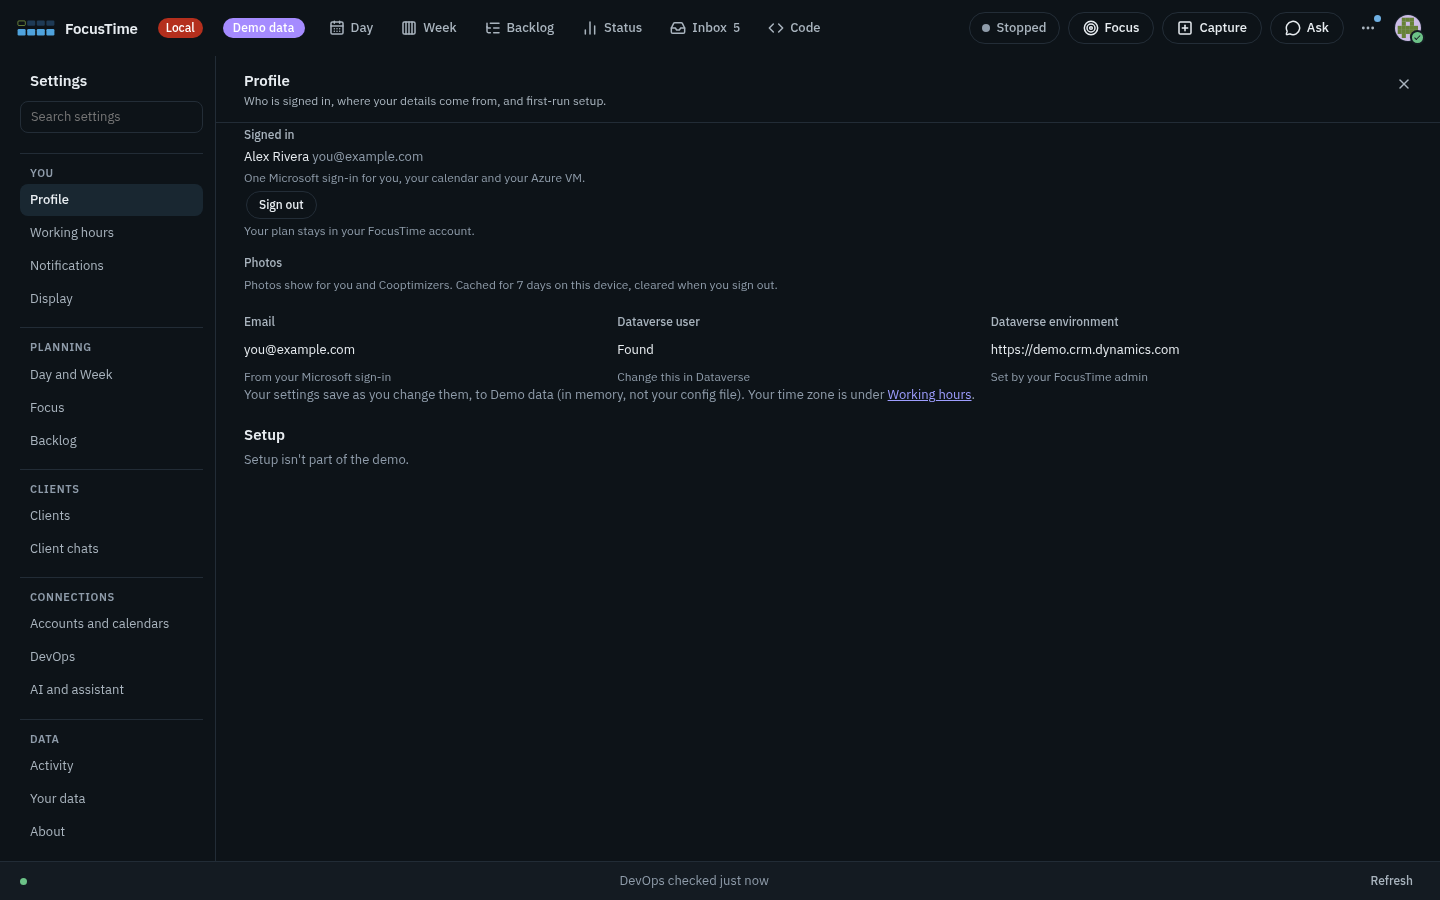 FocusTime
Local
Demo data
Day
Week
Backlog
Status
Inbox 5
Code
Stopped
Focus
Capture
Ask
Settings
Search settings
YOU
Profile
Working hours
Notifications
Display
PLANNING
Day and Week
Focus
Backlog
CLIENTS
Clients
Client chats
CONNECTIONS
Accounts and calendars
DevOps
AI and assistant
DATA
Activity
Your data
About
Profile
Who is signed in, where your details come from, and first-run setup.
Signed in
Alex Rivera you@example.com
One Microsoft sign-in for you, your calendar and your Azure VM.
Sign out
Your plan stays in your FocusTime account.
Photos
Photos show for you and Cooptimizers. Cached for 7 days on this device, cleared when you sign out.
Email
you@example.com
From your Microsoft sign-in
Dataverse user
Found
Change this in Dataverse
Dataverse environment
https://demo.crm.dynamics.com
Set by your FocusTime admin
Your settings save as you change them, to Demo data (in memory, not your config file). Your time zone is under Working hours.
Setup
Setup isn't part of the demo.
DevOps checked just now
Refresh